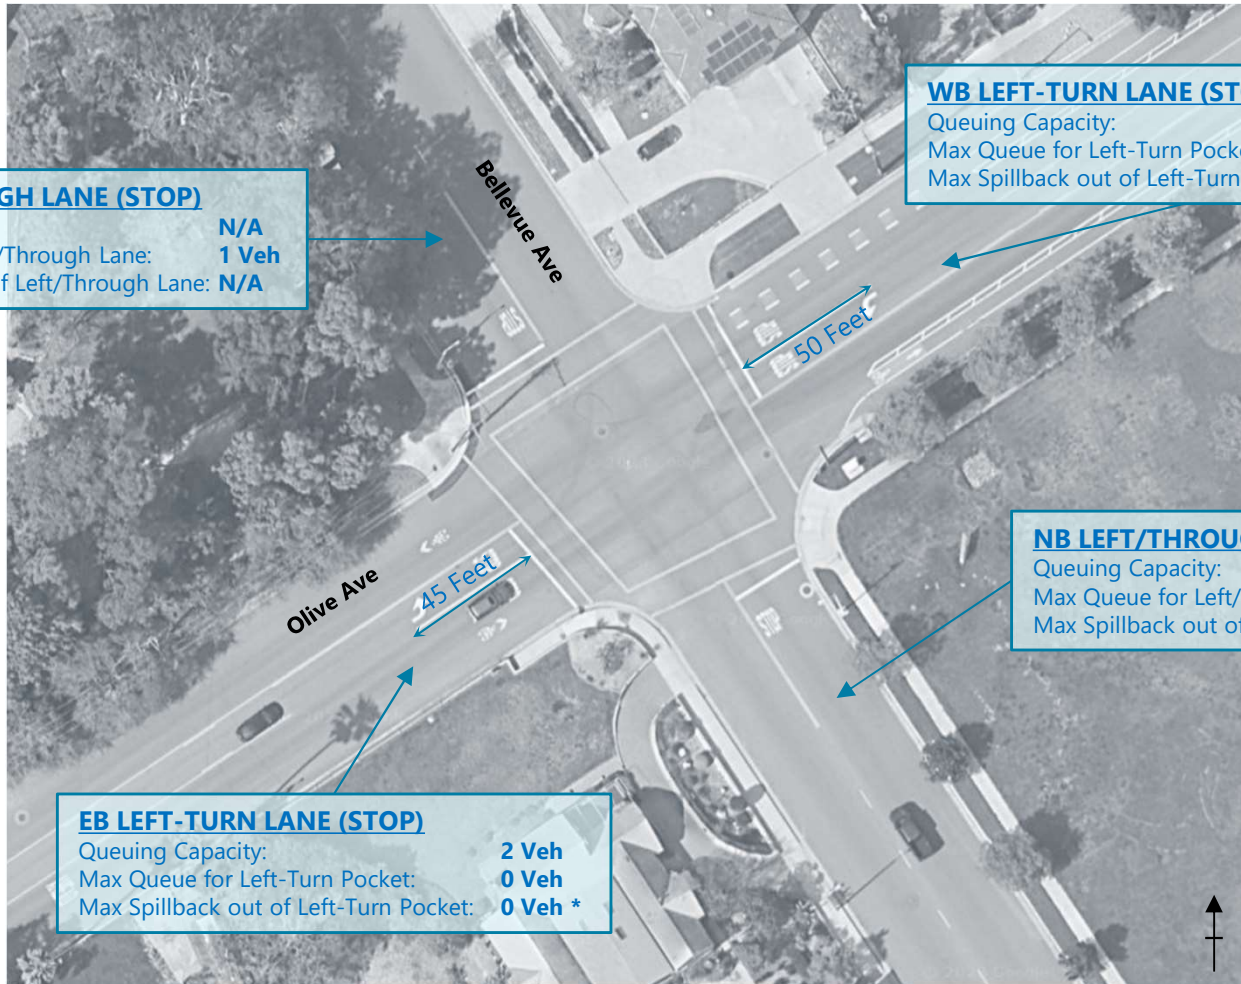 WB LEFT-TURN LANE (ST
Queuing Capacity:
Max Queue for Left-Turn Pock
Max Spillback out of Left-Turn
GH LANE (STOP)
N/A
/Through Lane: 1 Veh
f Left/Through Lane: N/A
Bellevue Ave
50 Feet
45 Feet
Olive Ave
NB LEFT/THROU
Queuing Capacity:
Max Queue for Left/
Max Spillback out of
EB LEFT-TURN LANE (STOP)
Queuing Capacity: 2 Veh
Max Queue for Left-Turn Pocket: 0 Veh
Max Spillback out of Left-Turn Pocket: 0 Veh *